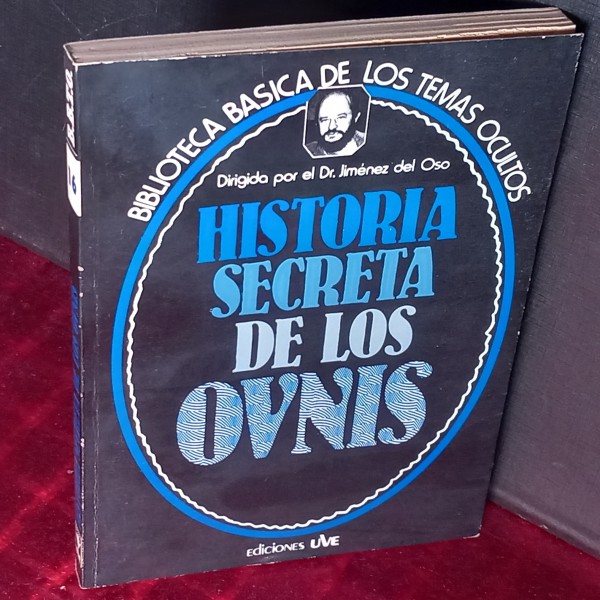 BIBLIOTECA BASICA DE LOS TEMAS OCULTOS
Dirigida por el Dr. Jiménez del Oso
HISTORIA
SECRETA
DE LOS
OVNIS
ediciones UVE
16